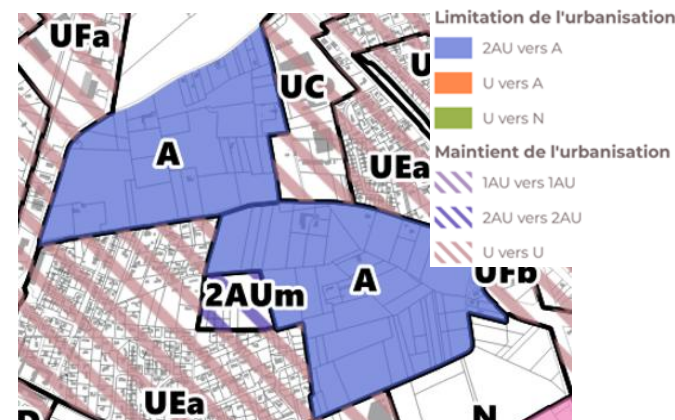 Limitation de l'urbanisation
2AU vers A
U vers A
U vers N
Maintient de l'urbanisation
1AU vers 1AU
2AU vers 2AU
U vers U
UFa
UC
U
A
UEa
2AUm
A
UFb
UEa
N